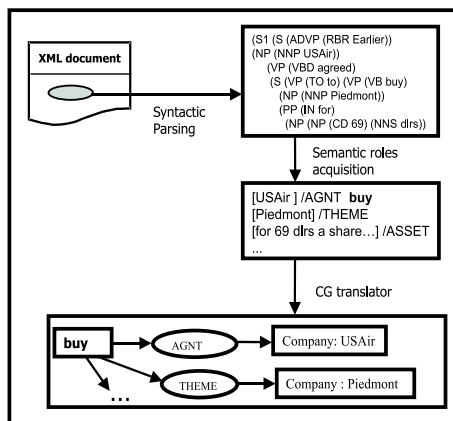 XML document
Syntactic
Parsing
(S1 (S (ADVP (RBR Earlier))
(NP (NNP USAir))
(VP (VBD agreed)
(S (VP (TO to) (VP (VB buy)
(NP (NNP Piedmont))
(PP (IN for)
(NP (NP (CD 69) (NNS dlrs))
Semantic roles
acquisition
[USAir ] /AGNT buy
[Piedmont] /THEME
[for 69 dlrs a share…] /ASSET
...
CG translator
buy
AGNT
Company: USAir
THEME
Company : Piedmont
...